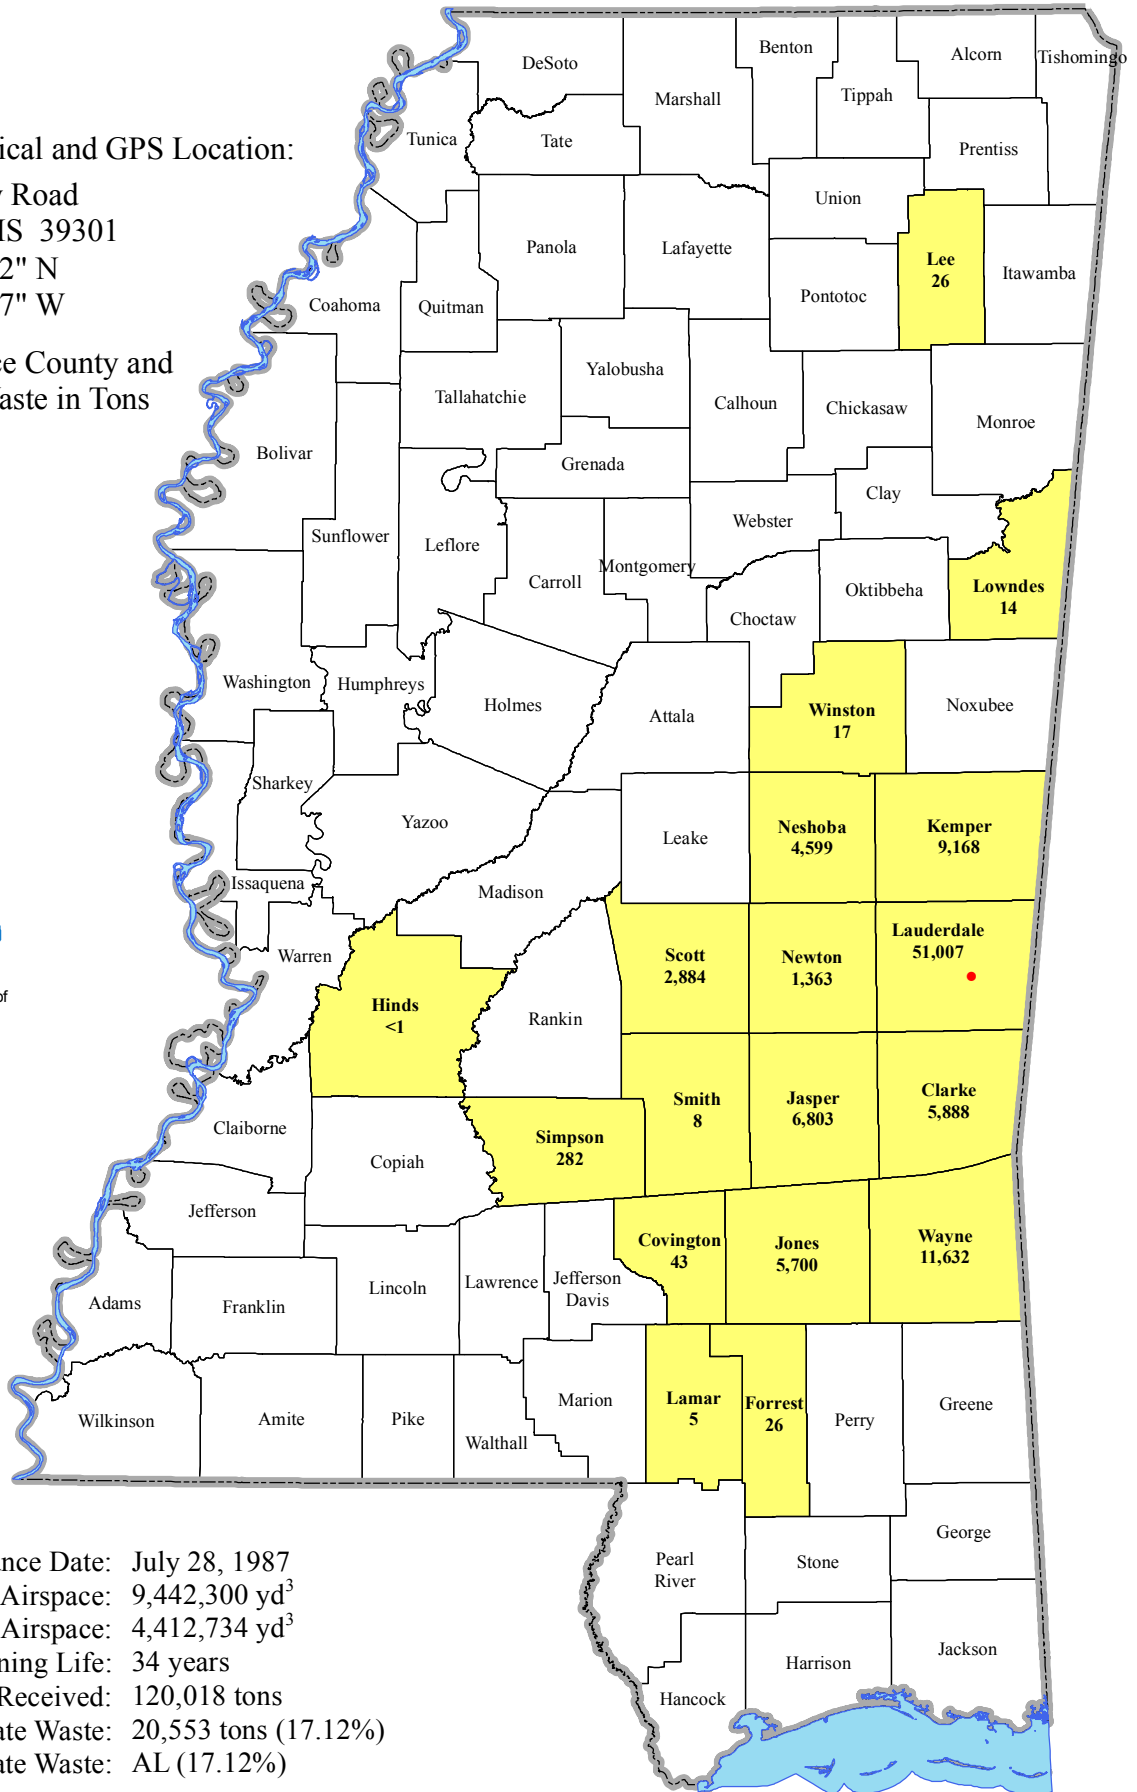 ical and GPS Location:
Road
MS 39301
2" N
7" W
ce County and
Waste in Tons
of
DeSoto
Benton
Alcorn
Tishomingo
Marshall
Tippah
Tunica
Tate
Prentiss
Union
Panola
Lafayette
Lee
26
Itawamba
Coahoma
Quitman
Pontotoc
Yalobusha
Tallahatchie
Calhoun
Chickasaw
Monroe
Bolivar
Grenada
Clay
Sunflower
Leflore
Webster
Carroll
Montgomery
Choctaw
Oktibbeha
Lowndes
14
Washington
Humphreys
Holmes
Attala
Winston
17
Noxubee
Sharkey
Yazoo
Leake
Neshoba
4,599
Kemper
9,168
Issaquena
Madison
Warren
Scott
2,884
Newton
1,363
Lauderdale
51,007
Hinds
<1
Rankin
Smith
8
Jasper
6,803
Clarke
5,888
Claiborne
Copiah
Simpson
282
Jefferson
Covington
43
Jones
5,700
Wayne
11,632
Adams
Franklin
Lincoln
Lawrence
Jefferson
Davis
Wilkinson
Amite
Pike
Walthall
Marion
Lamar
5
Forrest
26
Perry
Greene
Pearl
River
Stone
George
Hancock
Harrison
Jackson
nce Date: July 28, 1987
Airspace: 9,442,300 yd³
Airspace: 4,412,734 yd³
ning Life: 34 years
Received: 120,018 tons
ate Waste: 20,553 tons (17.12%)
ate Waste: AL (17.12%)